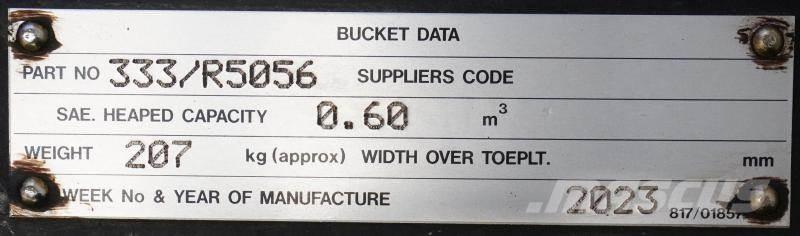 BUCKET DATA
PART NO 333/R5056 SUPPLIERS CODE
SAE. HEAPED CAPACITY 0.60 m³
WEIGHT 207 kg (approx) WIDTH OVER TOEPLT. mm
WEEK No & YEAR OF MANUFACTURE 2023
mascus